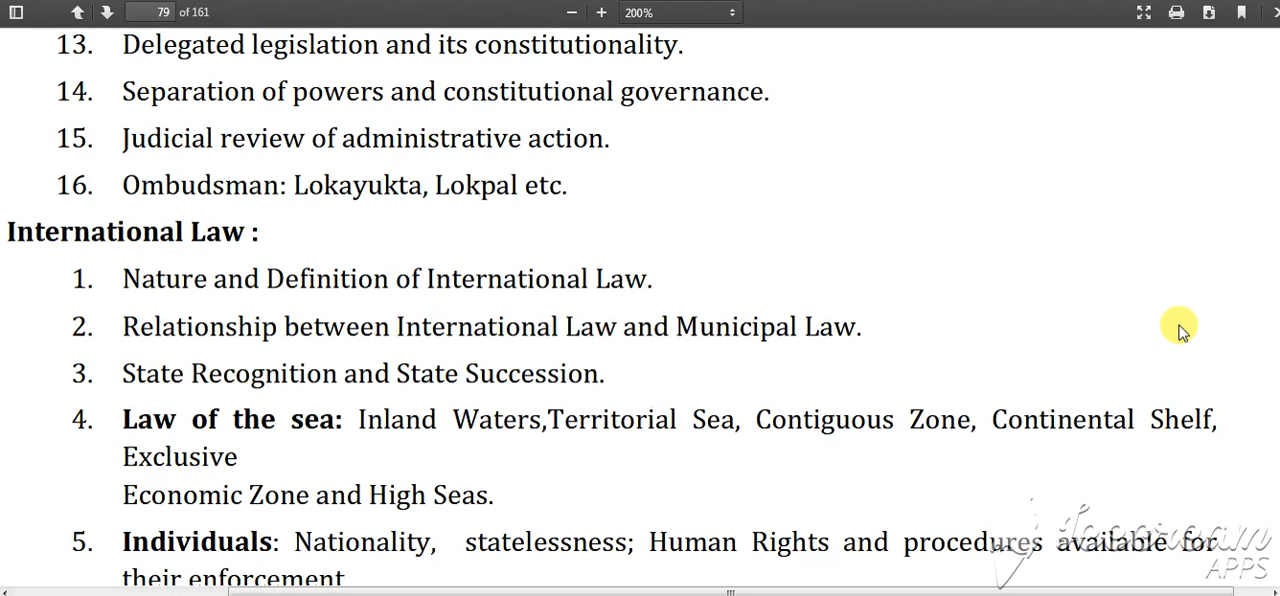 79 of 161
200%
13. Delegated legislation and its constitutionality.
14. Separation of powers and constitutional governance.
15. Judicial review of administrative action.
16. Ombudsman: Lokayukta, Lokpal etc.
International Law :
1. Nature and Definition of International Law.
2. Relationship between International Law and Municipal Law.
3. State Recognition and State Succession.
4. Law of the sea: Inland Waters,Territorial Sea, Contiguous Zone, Continental Shelf,
Exclusive
Economic Zone and High Seas.
5. Individuals: Nationality, statelessness; Human Rights and procedures available for
their enforcement
APPS